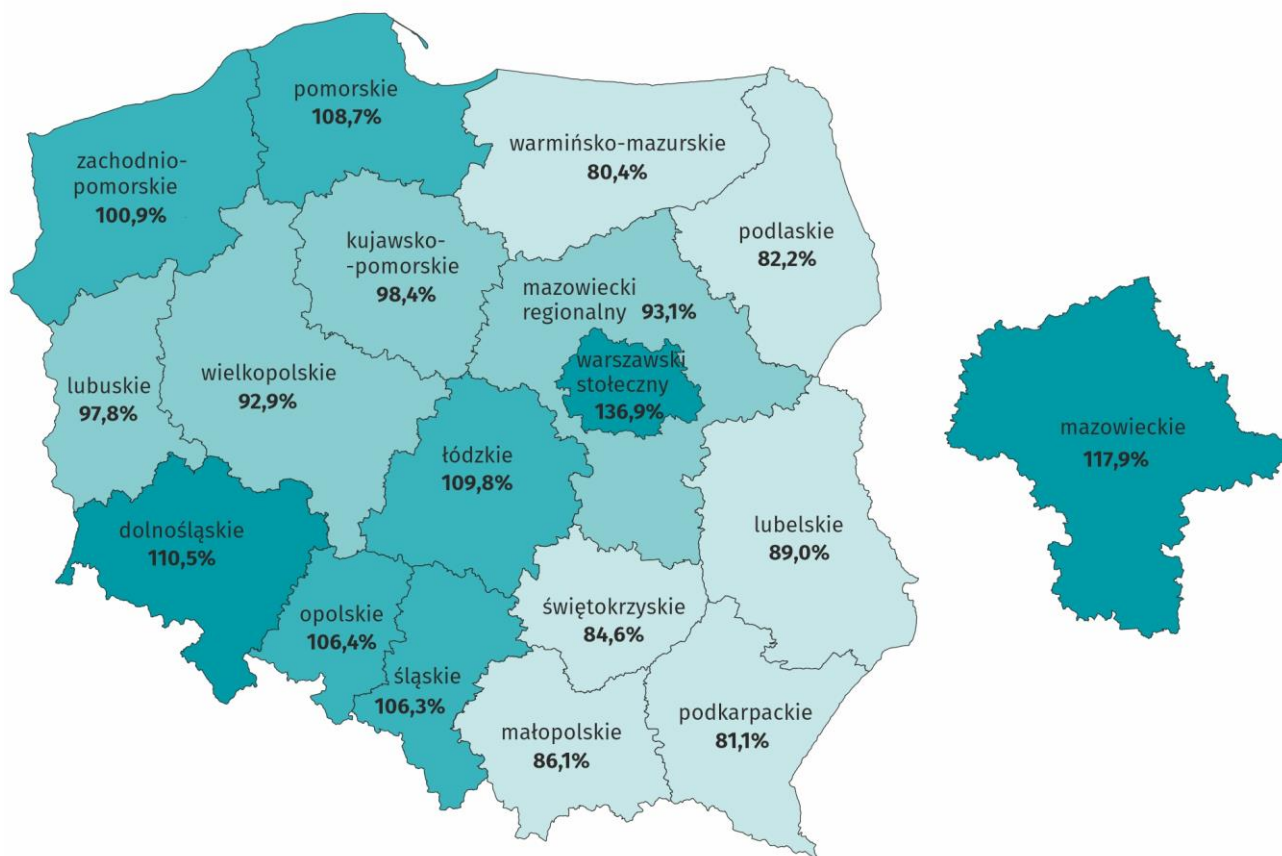 pomorskie
108,7%
warmińsko-mazurskie
80,4%
zachodnio-
pomorskie
100,9%
podlaskie
82,2%
kujawsko-
-pomorskie
98,4%
mazowiecki
regionalny 93,1%
warszawski
stołeczny
136,9%
lubuskie
97,8%
wielkopolskie
92,9%
mazowieckie
117,9%
łódzkie
109,8%
dolnośląskie
110,5%
lubelskie
89,0%
opolskie
106,4%
świętokrzyskie
84,6%
śląskie
106,3%
małopolskie
86,1%
podkarpackie
81,1%